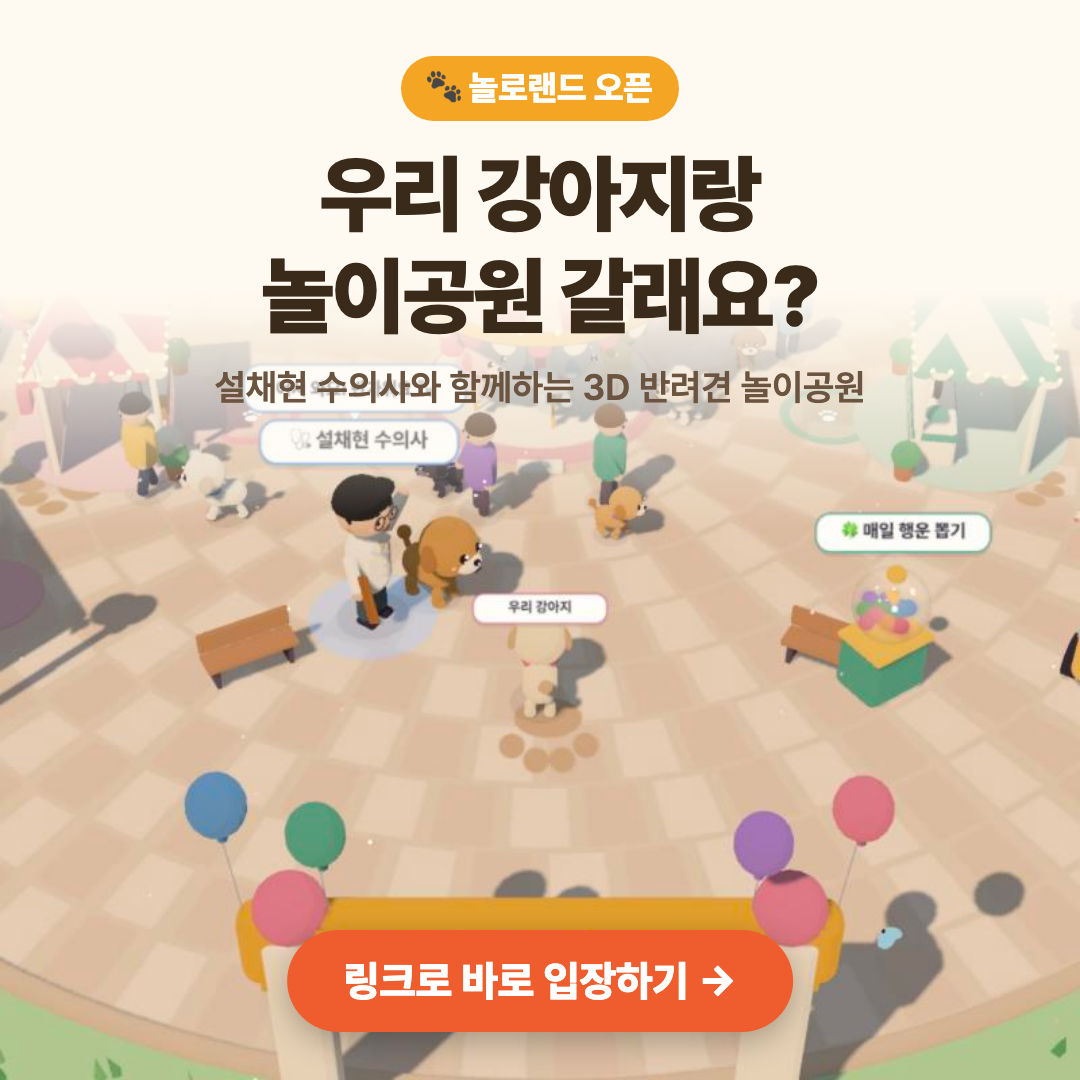 🐾 놀로랜드 오픈
우리 강아지랑
놀이공원 갈래요?
설채현 수의사와 함께하는 3D 반려견 놀이공원
🩺 설채현 수의사
🍀 매일 행운 뽑기
우리 강아지
링크로 바로 입장하기 →